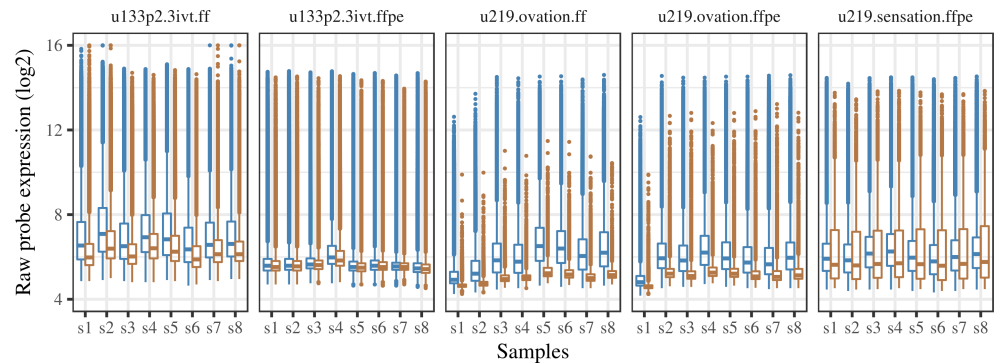 u133p2.3ivt.ff u133p2.3ivt.ffpe u219.ovation.ff u219.ovation.ffpe u219.sensation.ffpe
Raw probe expression (log2)
16
12
8
4
s1 s2 s3 s4 s5 s6 s7 s8 s1 s2 s3 s4 s5 s6 s7 s8 s1 s2 s3 s4 s5 s6 s7 s8 s1 s2 s3 s4 s5 s6 s7 s8 s1 s2 s3 s4 s5 s6 s7 s8
Samples